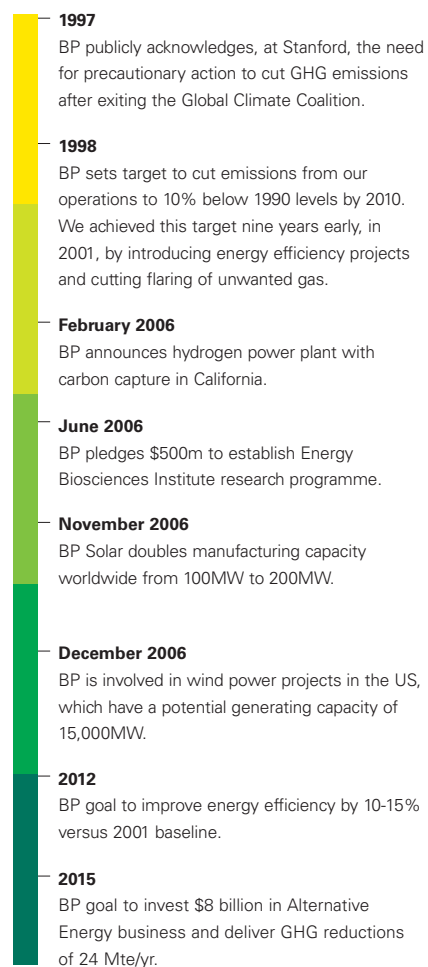 1997
BP publicly acknowledges, at Stanford, the need
for precautionary action to cut GHG emissions
after exiting the Global Climate Coalition.
1998
BP sets target to cut emissions from our
operations to 10% below 1990 levels by 2010.
We achieved this target nine years early, in
2001, by introducing energy efficiency projects
and cutting flaring of unwanted gas.
February 2006
BP announces hydrogen power plant with
carbon capture in California.
June 2006
BP pledges $500m to establish Energy
Biosciences Institute research programme.
November 2006
BP Solar doubles manufacturing capacity
worldwide from 100MW to 200MW.
December 2006
BP is involved in wind power projects in the US,
which have a potential generating capacity of
15,000MW.
2012
BP goal to improve energy efficiency by 10-15%
versus 2001 baseline.
2015
BP goal to invest $8 billion in Alternative
Energy business and deliver GHG reductions
of 24 Mte/yr.